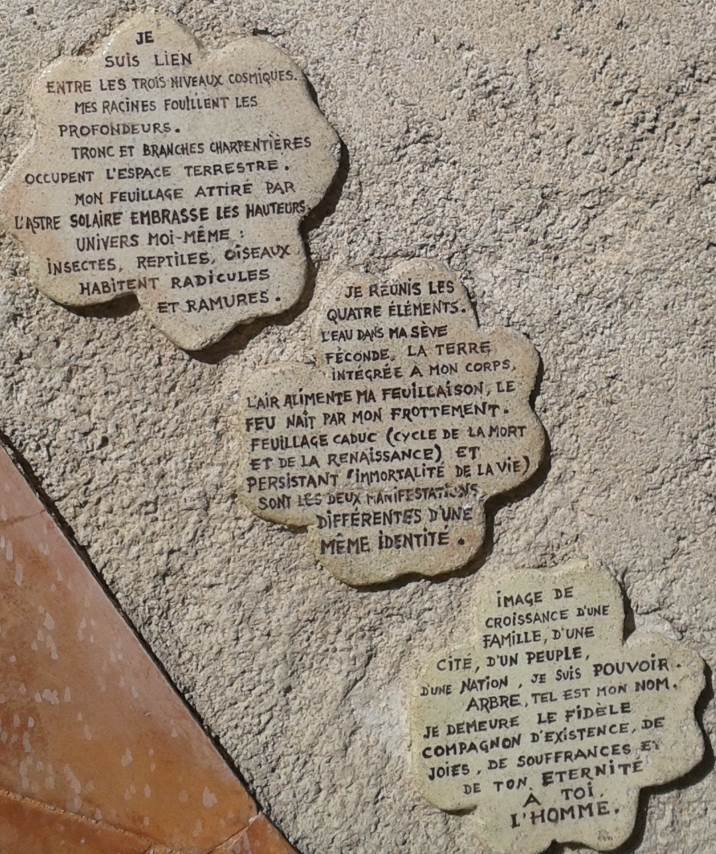 JE
SUIS LIEN
ENTRE LES TROIS NIVEAUX COSMIQUES.
MES RACINES FOUILLENT LES
PROFONDEURS.
TRONC ET BRANCHES CHARPENTIÈRES
OCCUPENT L'ESPACE TERRESTRE.
MON FEUILLAGE ATTIRÉ PAR
L'ASTRE SOLAIRE EMBRASSE LES HAUTEURS.
UNIVERS MOI-MÊME :
INSECTES, REPTILES, OISEAUX
HABITENT RADICULES
ET RAMURES.
JE RÉUNIS LES
QUATRE ÉLÉMENTS.
L'EAU DANS MA SÈVE
FÉCONDE, LA TERRE
INTÉGRÉE À MON CORPS,
L'AIR ALIMENTE MA FEUILLAISON, LE
FEU NAÎT PAR MON FROTTEMENT.
FEUILLAGE CADUC (CYCLE DE LA MORT
ET DE LA RENAISSANCE) ET
PERSISTANT (IMMORTALITÉ DE LA VIE)
SONT LES DEUX MANIFESTATIONS
DIFFÉRENTES D'UNE
MÊME IDENTITÉ.
IMAGE DE
CROISSANCE D'UNE
FAMILLE, D'UNE
CITÉ, D'UN PEUPLE,
D'UNE NATION, JE SUIS POUVOIR.
ARBRE, TEL EST MON NOM.
JE DEMEURE LE FIDÈLE
COMPAGNON D'EXISTENCE, DE
JOIES, DE SOUFFRANCES ET
DE TON ETERNITÉ
À TOI,
L'HOMME.